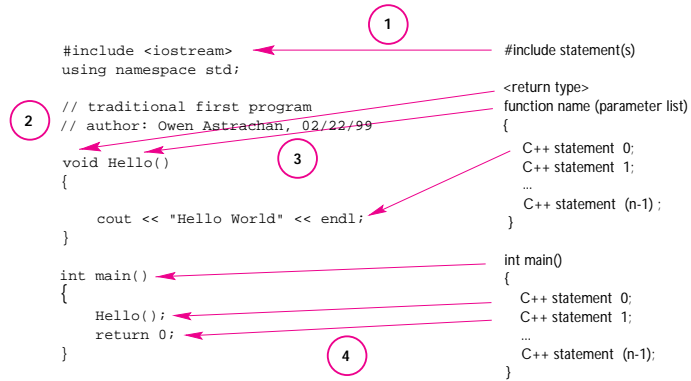 1
#include <iostream>
using namespace std;
// traditional first program
// author: Owen Astrachan, 02/22/99
2
void Hello()
3
{
cout << "Hello World" << endl;
}
int main()
{
Hello();
return 0;
}
4
#include statement(s)
<return type>
function name (parameter list)
{
C++ statement 0;
C++ statement 1;
...
C++ statement (n-1) ;
}
int main()
{
C++ statement 0;
C++ statement 1;
...
C++ statement (n-1);
}